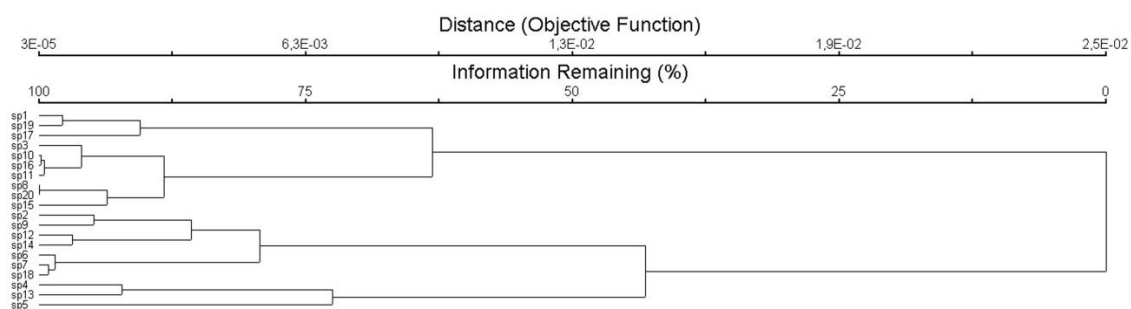 Distance (Objective Function)
3E-05 6,3E-03 1,3E-02 1,9E-02 2,5E-02
Information Remaining (%)
100 75 50 25 0
sp1
sp19
sp17
sp3
sp10
sp16
sp11
sp8
sp20
sp15
sp2
sp9
sp12
sp14
sp6
sp7
sp18
sp4
sp13
sp5